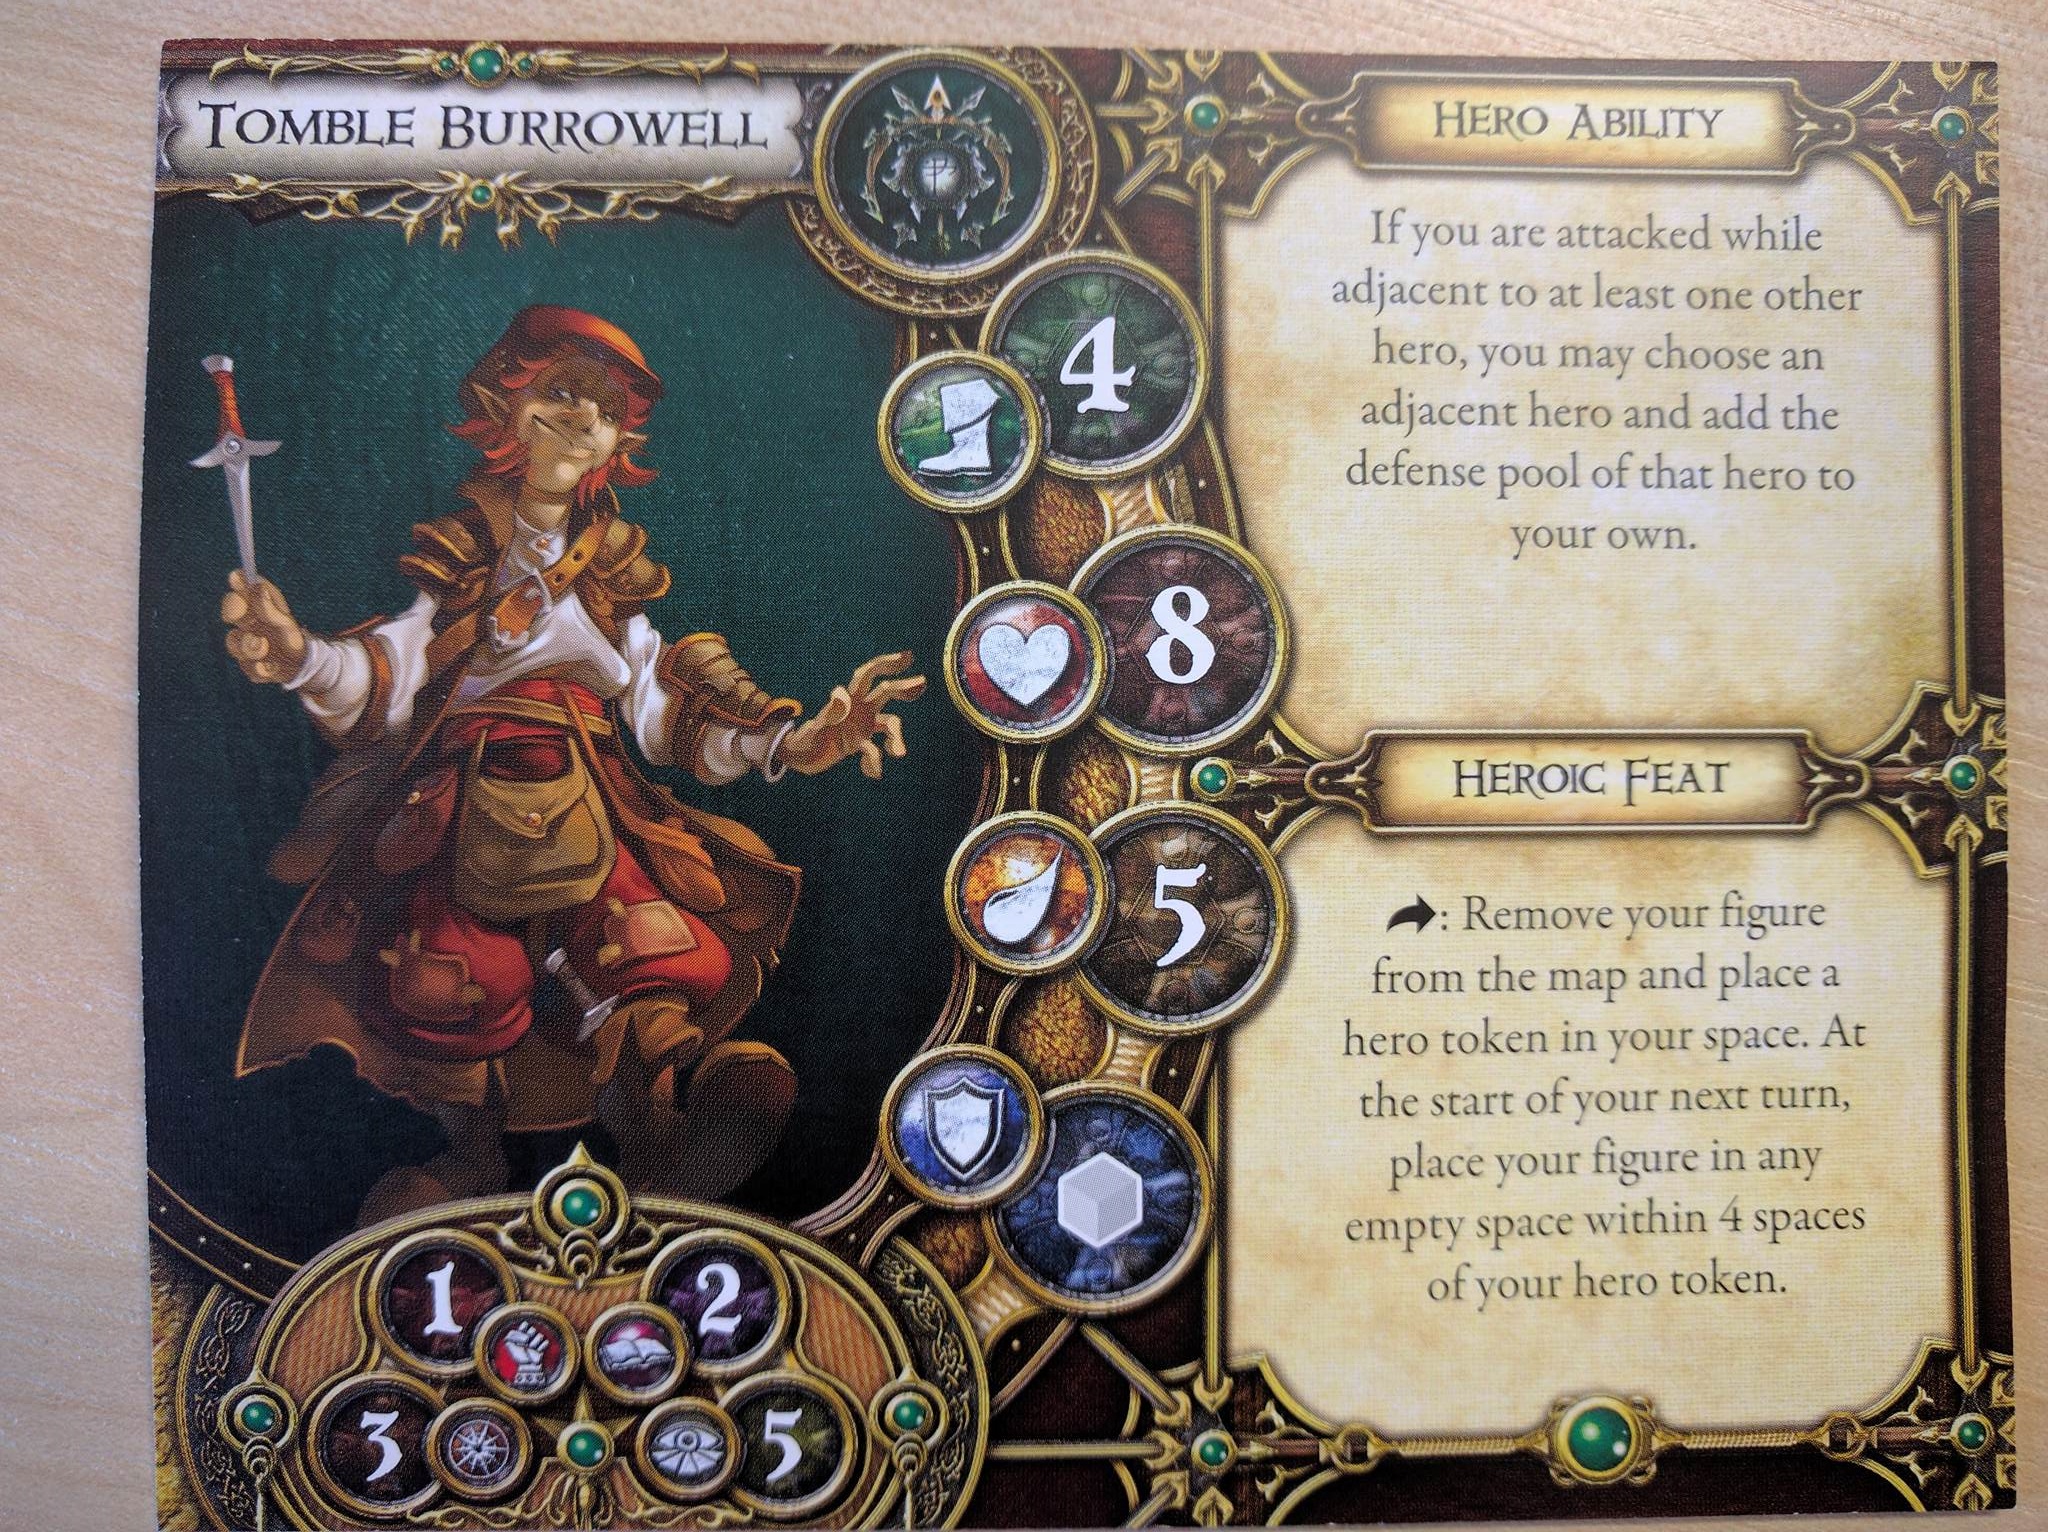 TOMBLE BURROWELL
4
8
5
1
2
3
5
HERO ABILITY
If you are attacked while
adjacent to at least one other
hero, you may choose an
adjacent hero and add the
defense pool of that hero to
your own.
HEROIC FEAT
: Remove your figure
from the map and place a
hero token in your space. At
the start of your next turn,
place your figure in any
empty space within 4 spaces
of your hero token.